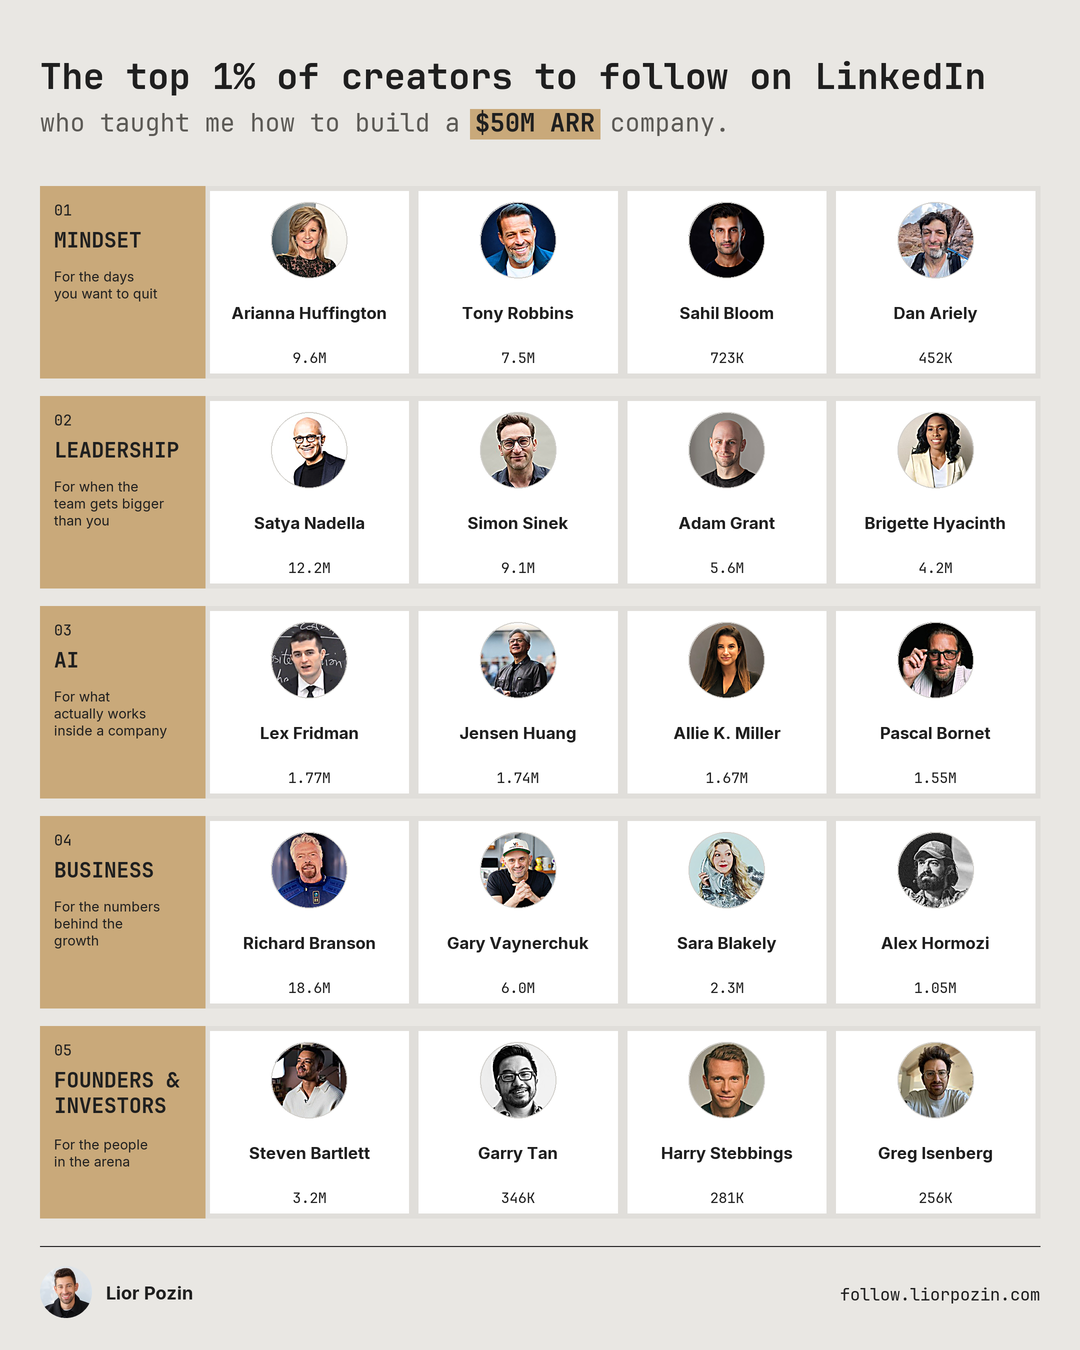 The top 1% of creators to follow on LinkedIn
who taught me how to build a $50M ARR company.
01
MINDSET
For the days
you want to quit
Arianna Huffington
9.6M
Tony Robbins
7.5M
Sahil Bloom
723K
Dan Ariely
452K
02
LEADERSHIP
For when the
team gets bigger
than you
Satya Nadella
12.2M
Simon Sinek
9.1M
Adam Grant
5.6M
Brigette Hyacinth
4.2M
03
AI
For what
actually works
inside a company
Lex Fridman
1.77M
Jensen Huang
1.74M
Allie K. Miller
1.67M
Pascal Bornet
1.55M
04
BUSINESS
For the numbers
behind the
growth
Richard Branson
18.6M
Gary Vaynerchuk
6.0M
Sara Blakely
2.3M
Alex Hormozi
1.05M
05
FOUNDERS &
INVESTORS
For the people
in the arena
Steven Bartlett
3.2M
Garry Tan
346K
Harry Stebbings
281K
Greg Isenberg
256K
Lior Pozin
follow.liorpozin.com